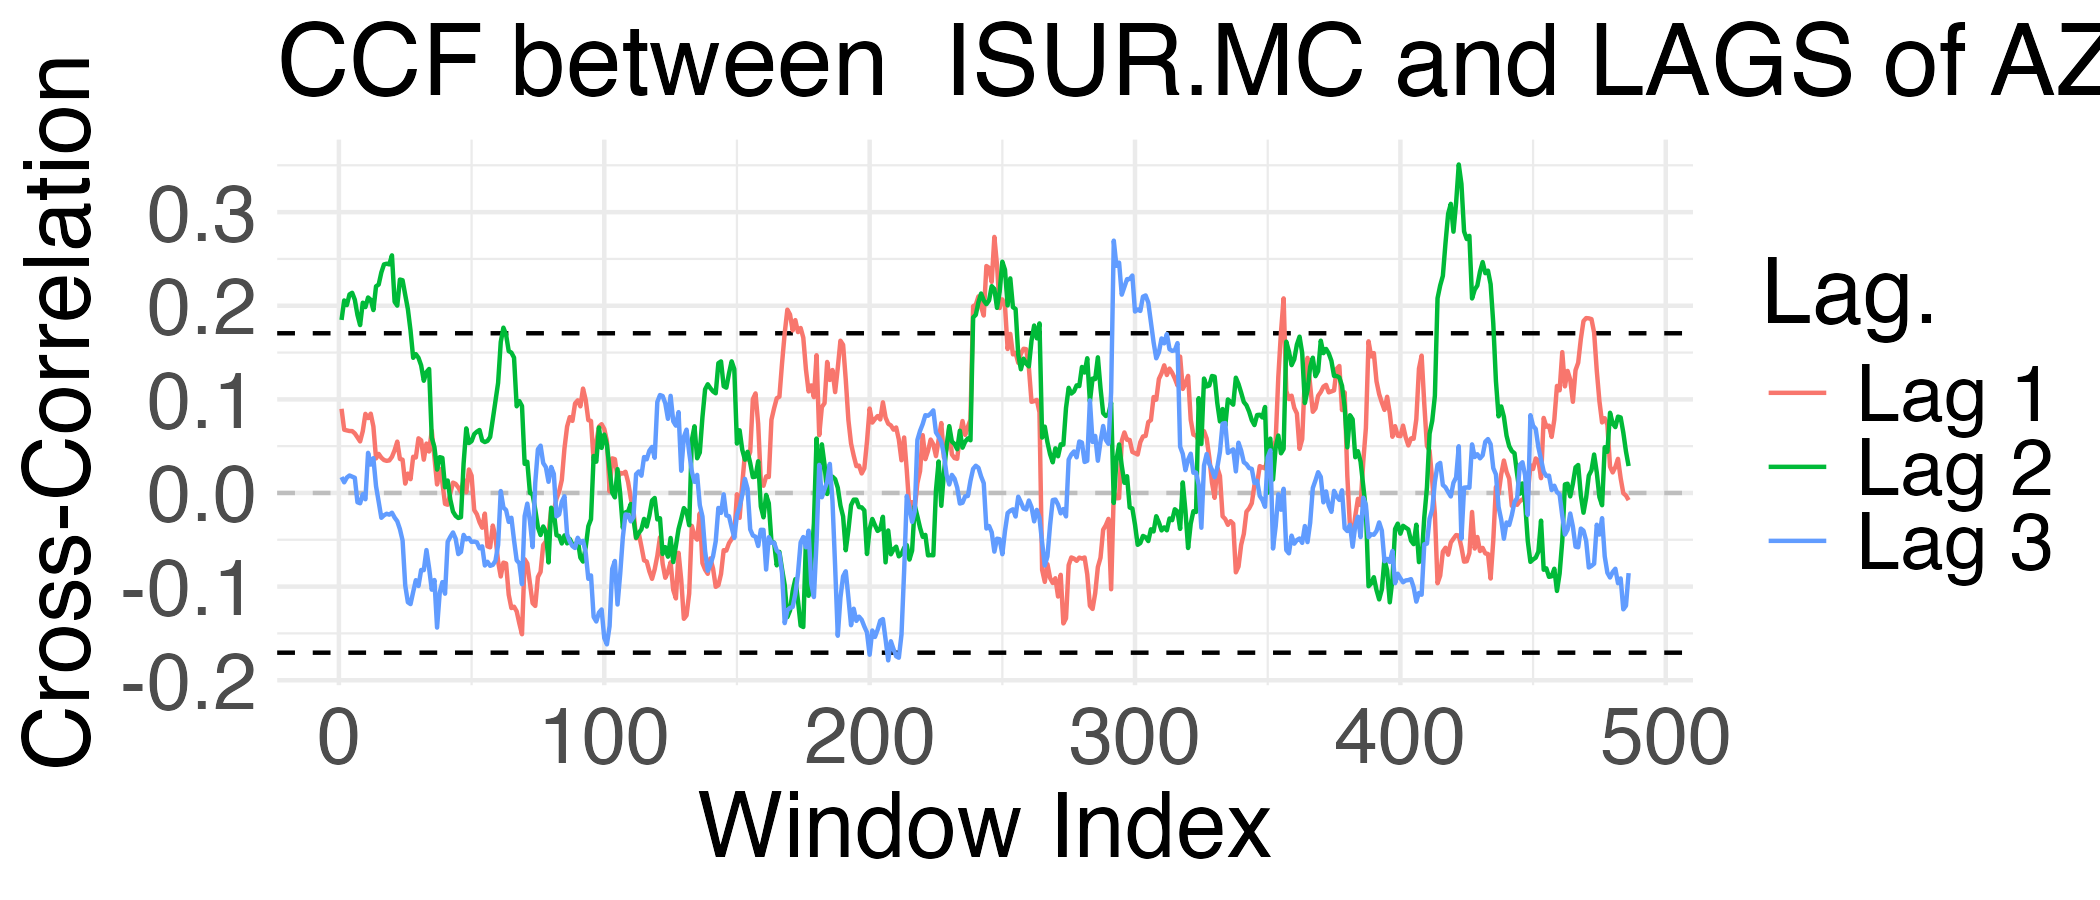 CCF between ISUR.MC and LAGS of AZ
Cross-Correlation
0.3
0.2
0.1
0.0
-0.1
-0.2
0 100 200 300 400 500
Window Index
Lag.
Lag 1
Lag 2
Lag 3